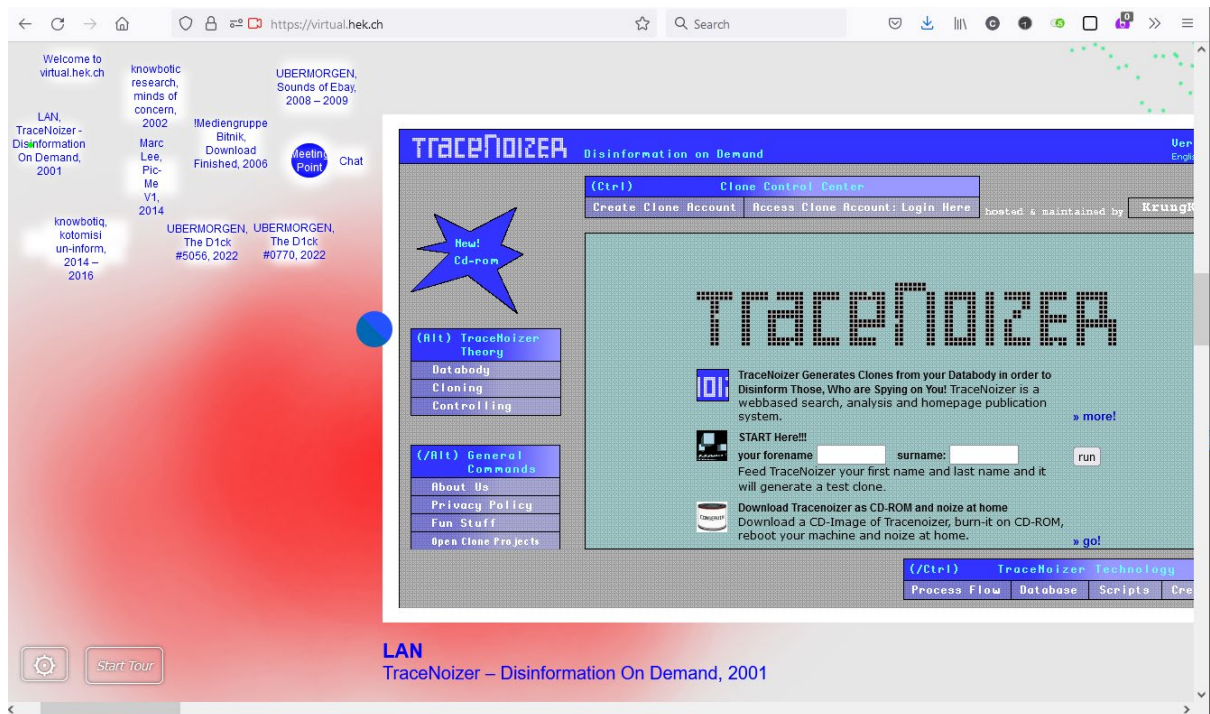 https://virtual.hek.ch
Search
0
Welcome to
virtual.hek.ch
knowbotic
research,
minds of
concern,
2002
UBERMORGEN,
Sounds of Ebay,
2008 – 2009
LAN,
TraceNoizer -
Disinformation
On Demand,
2001
!Mediengruppe
Bitnik,
Download
Finished, 2006
Marc
Lee,
Pic-
Me
V1,
2014
Meeting
Point
Chat
knowbotiq,
kotomisi
un-inform,
2014 –
2016
UBERMORGEN,
The D1ck
#5056, 2022
UBERMORGEN,
The D1ck
#0770, 2022
TraceNoizer
Disinformation on Demand
Ver
Englis
(Ctrl) Clone Control Center
Create Clone Account
Access Clone Account: Login Here
hosted & maintained by
KrungK
New!
Cd-rom
(Alt) TraceNoizer
Theory
Databody
Cloning
Controlling
(/Alt) General
Commands
About Us
Privacy Policy
Fun Stuff
Open Clone Projects
TraceNoizer
TraceNoizer Generates Clones from your Databody in order to
Disinform Those, Who are Spying on You! TraceNoizer is a
webbased search, analysis and homepage publication
system.
» more!
START Here!!!
your forename
surname:
run
Feed TraceNoizer your first name and last name and it
will generate a test clone.
Download Tracenoizer as CD-ROM and noize at home
Download a CD-Image of Tracenoizer, burn-it on CD-ROM,
reboot your machine and noize at home.
» go!
(/Ctrl) TraceNoizer Technology
Process Flow
Database
Scripts
Cre
Start Tour
LAN
TraceNoizer – Disinformation On Demand, 2001